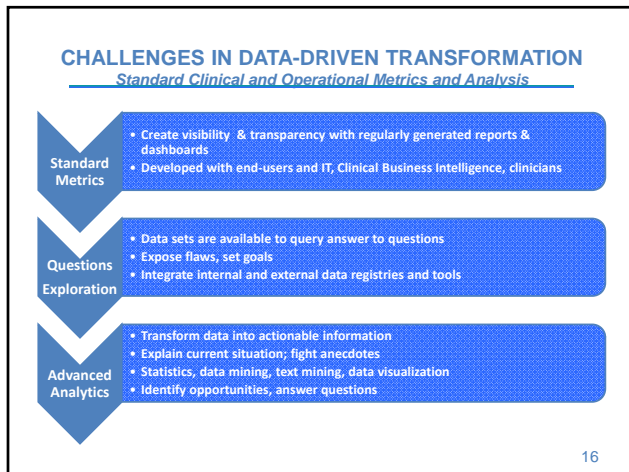 CHALLENGES IN DATA-DRIVEN TRANSFORMATION
Standard Clinical and Operational Metrics and Analysis
Standard
Metrics
• Create visibility & transparency with regularly generated reports &
dashboards
• Developed with end-users and IT, Clinical Business Intelligence, clinicians
Questions
Exploration
• Data sets are available to query answer to questions
• Expose flaws, set goals
• Integrate internal and external data registries and tools
Advanced
Analytics
• Transform data into actionable information
• Explain current situation; fight anecdotes
• Statistics, data mining, text mining, data visualization
• Identify opportunities, answer questions
16